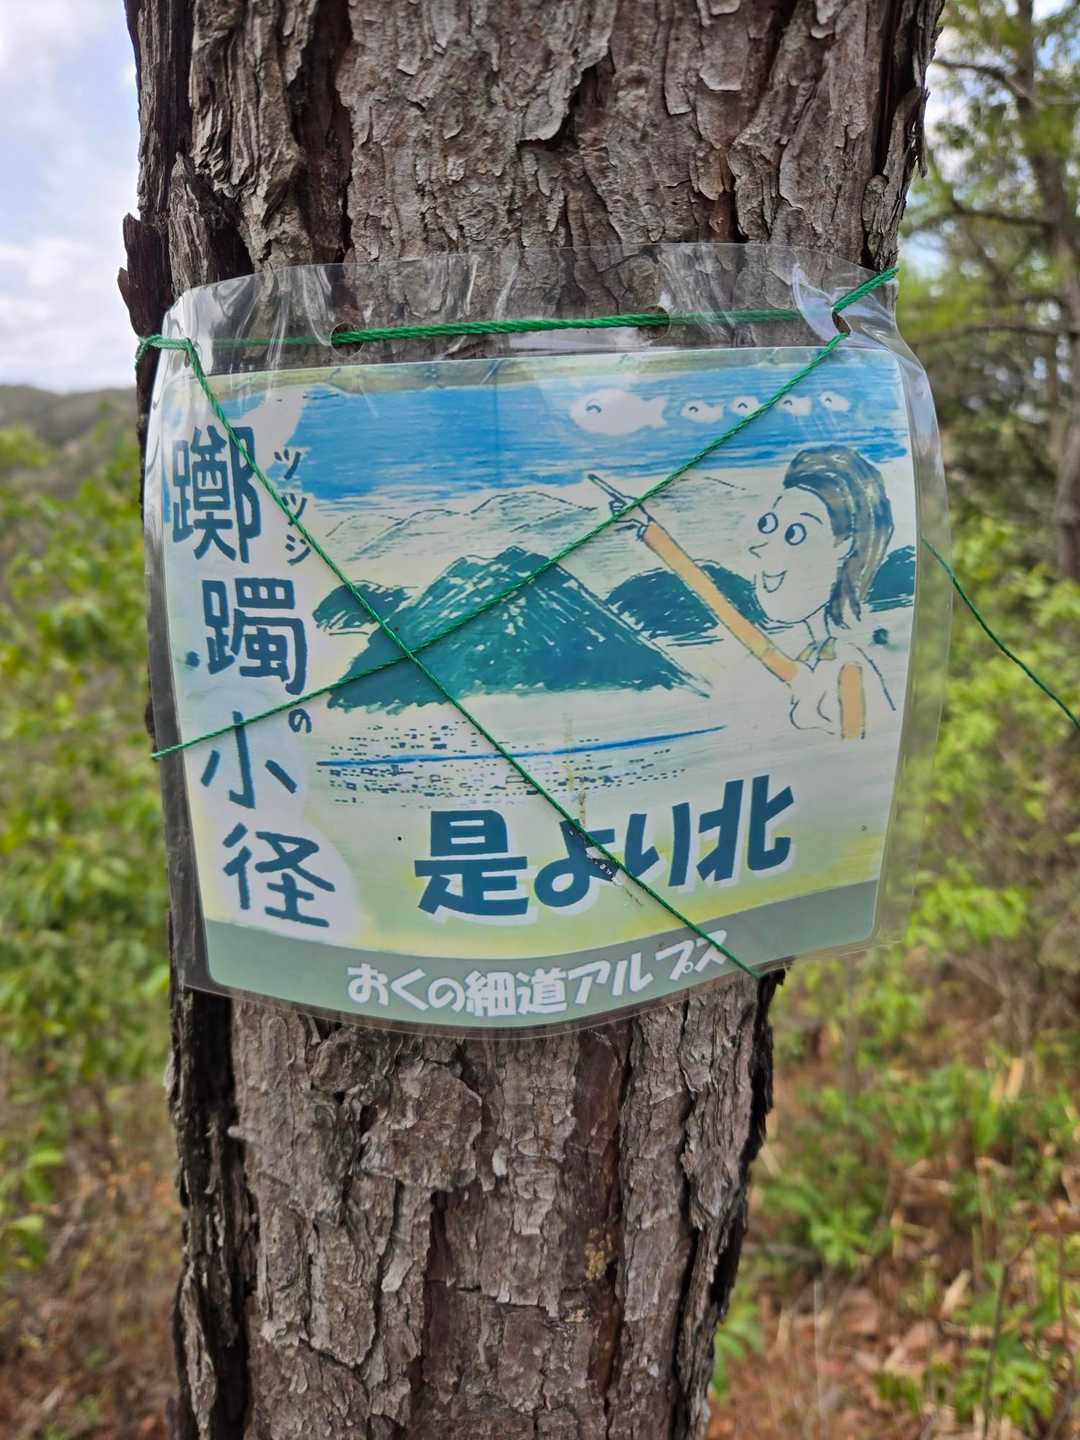 躑躅の小径
ツツジ
是より北
おくの細道アルプス